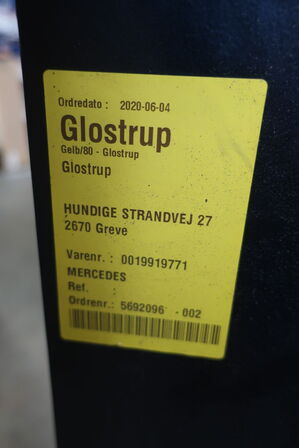 Ordredato : 2020-06-04
Glostrup
Gelb/80 - Glostrup
Glostrup
HUNDIGE STRANDVEJ 27
2670 Greve
Varenr. : 0019919771
MERCEDES
Ref. :
Ordrenr.: 5692096 -002